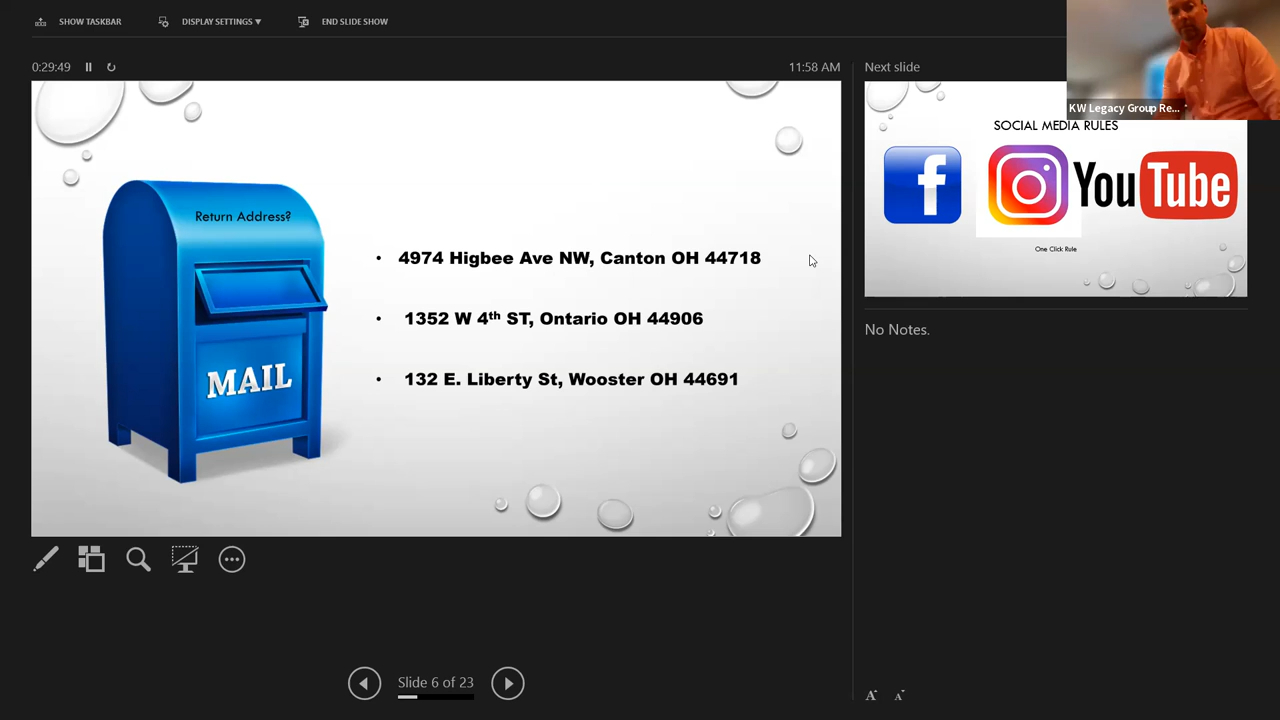 SHOW TASKBAR
DISPLAY SETTINGS ▼
END SLIDE SHOW
0:29:49
11:58 AM
Return Address?
MAIL
• 4974 Higbee Ave NW, Canton OH 44718
• 1352 W 4th ST, Ontario OH 44906
• 132 E. Liberty St, Wooster OH 44691
Slide 6 of 23
Next slide
KW Legacy Group Re...
SOCIAL MEDIA RULES
f
YouTube
One Click Rule
No Notes.
A A